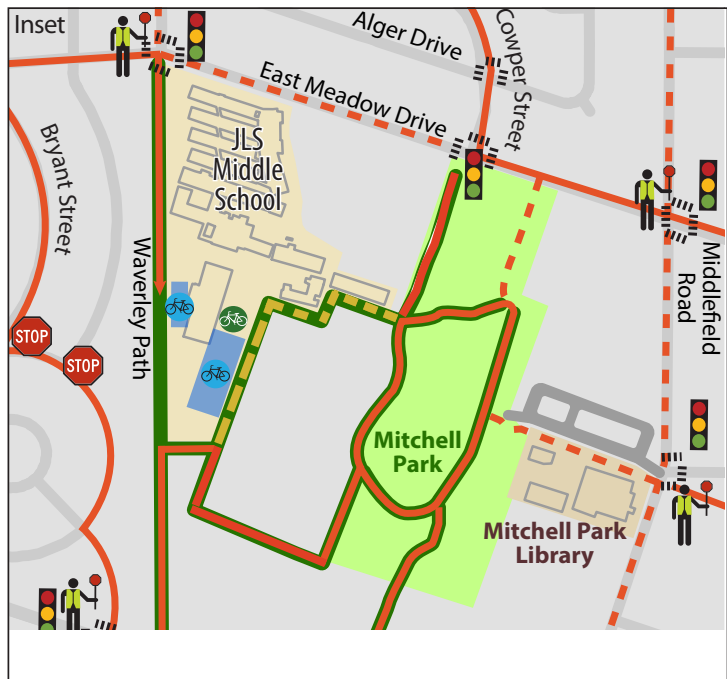 Inset
Alger Drive
Cowper Street
East Meadow Drive
JLS
Middle
School
Bryant Street
Waverley Path
Middlefield
Road
STOP
STOP
Mitchell
Park
Mitchell Park
Library